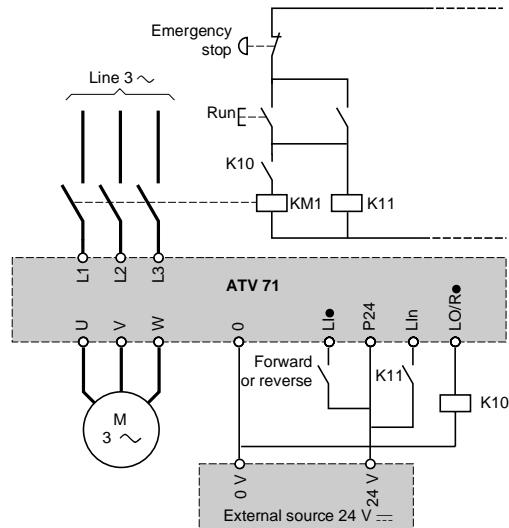 Emergency
stop
Line 3 ~
Run
K10
KM1
K11
L1
L2
L3
ATV 71
U
V
W
0
LI●
P24
LIn
LO/R●
Forward
or reverse
K11
K10
M
3 ~
0 V
24 V
External source 24 V ⎓